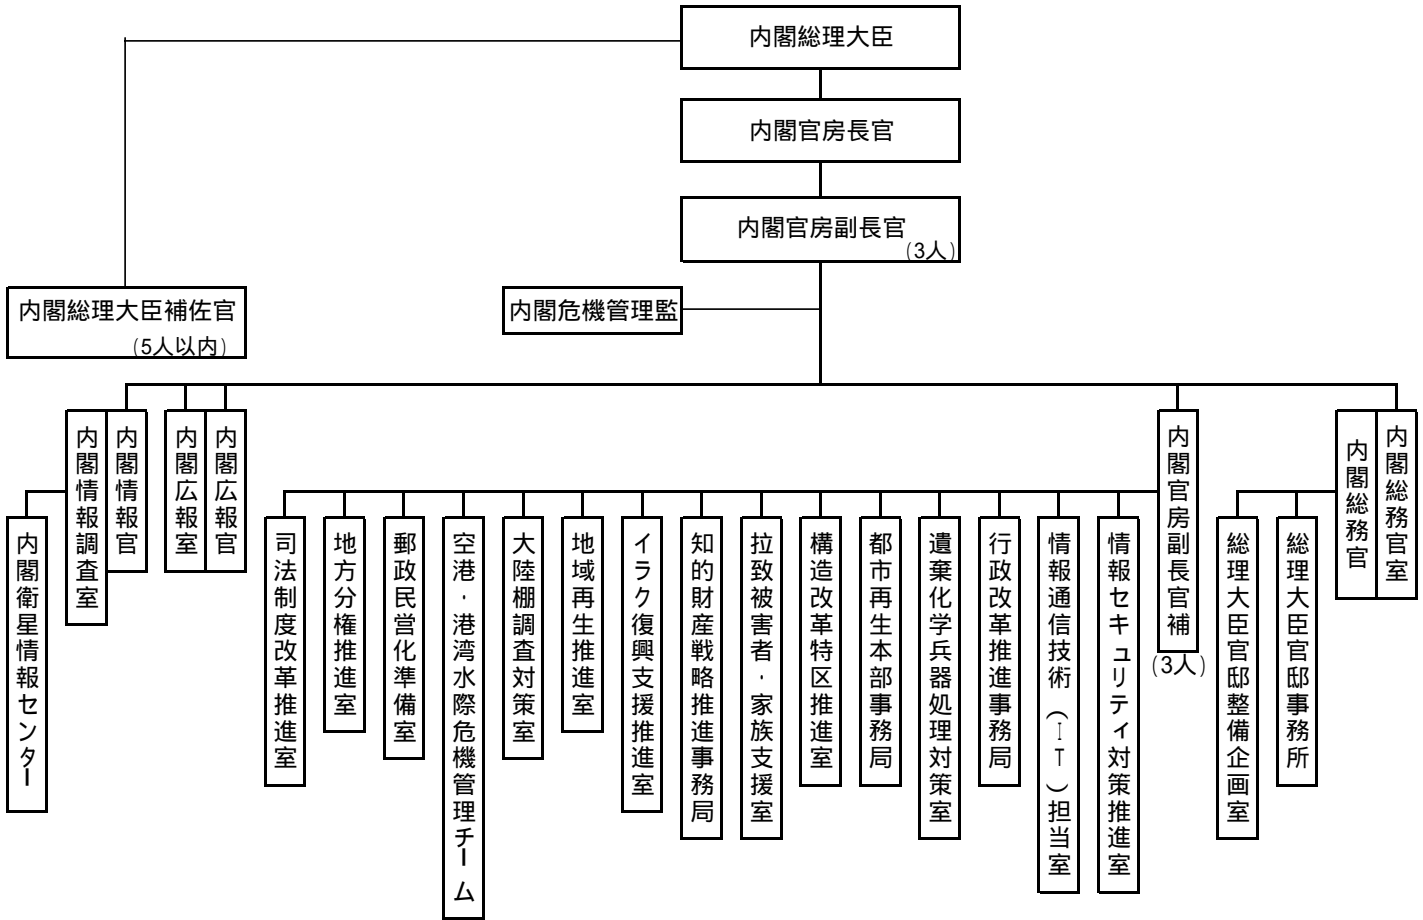 内閣総理大臣
内閣官房長官
内閣官房副長官
(3人)
内閣総理大臣補佐官
(5人以内)
内閣危機管理監
内閣衛星情報センター
内閣情報調査室
内閣情報官
内閣広報室
内閣広報官
司法制度改革推進室
地方分権推進室
郵政民営化準備室
空港・港湾水際危機管理チーム
大陸棚調査対策室
地域再生推進室
イラク復興支援推進室
知的財産戦略推進事務局
拉致被害者・家族支援室
構造改革特区推進室
都市再生本部事務局
遺棄化学兵器処理対策室
行政改革推進事務局
情報通信技術(IT)担当室
情報セキュリティ対策推進室
内閣官房副長官補
(3人)
総理大臣官邸整備企画室
総理大臣官邸事務所
内閣総務官
内閣総務官室